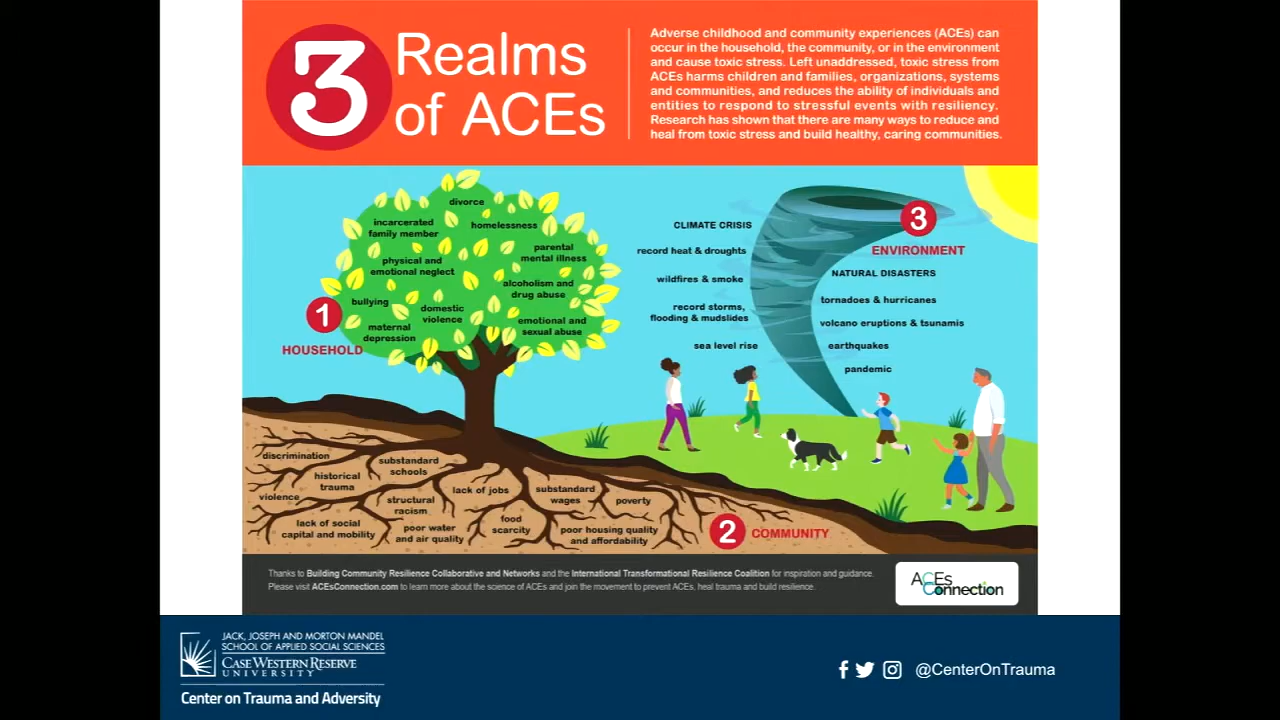 3 Realms
of ACEs
Adverse childhood and community experiences (ACEs) can
occur in the household, the community, or in the environment
and cause toxic stress. Left unaddressed, toxic stress from
ACEs harms children and families, organizations, systems
and communities, and reduces the ability of individuals and
entities to respond to stressful events with resiliency.
Research has shown that there are many ways to reduce and
heal from toxic stress and build healthy, caring communities.
1
HOUSEHOLD
divorce
incarcerated
family member
homelessness
physical and
emotional neglect
parental
mental illness
bullying
domestic
violence
alcoholism and
drug abuse
maternal
depression
emotional and
sexual abuse
3
ENVIRONMENT
CLIMATE CRISIS
record heat & droughts
wildfires & smoke
record storms,
flooding & mudslides
sea level rise
NATURAL DISASTERS
tornadoes & hurricanes
volcano eruptions & tsunamis
earthquakes
pandemic
discrimination
substandard
schools
historical
trauma
violence
structural
racism
lack of jobs
substandard
wages
poverty
lack of social
capital and mobility
poor water
and air quality
food
scarcity
poor housing quality
and affordability
2
COMMUNITY
Thanks to Building Community Resilience Collaborative and Networks and the International Transformational Resilience Coalition for inspiration and guidance.
Please visit ACEsConnection.com to learn more about the science of ACEs and join the movement to prevent ACEs, heal trauma and build resilience.
ACEs
Connection
JACK, JOSEPH AND MORTON MANDEL
SCHOOL OF APPLIED SOCIAL SCIENCES
CASE WESTERN RESERVE
UNIVERSITY
Center on Trauma and Adversity
@CenterOnTrauma